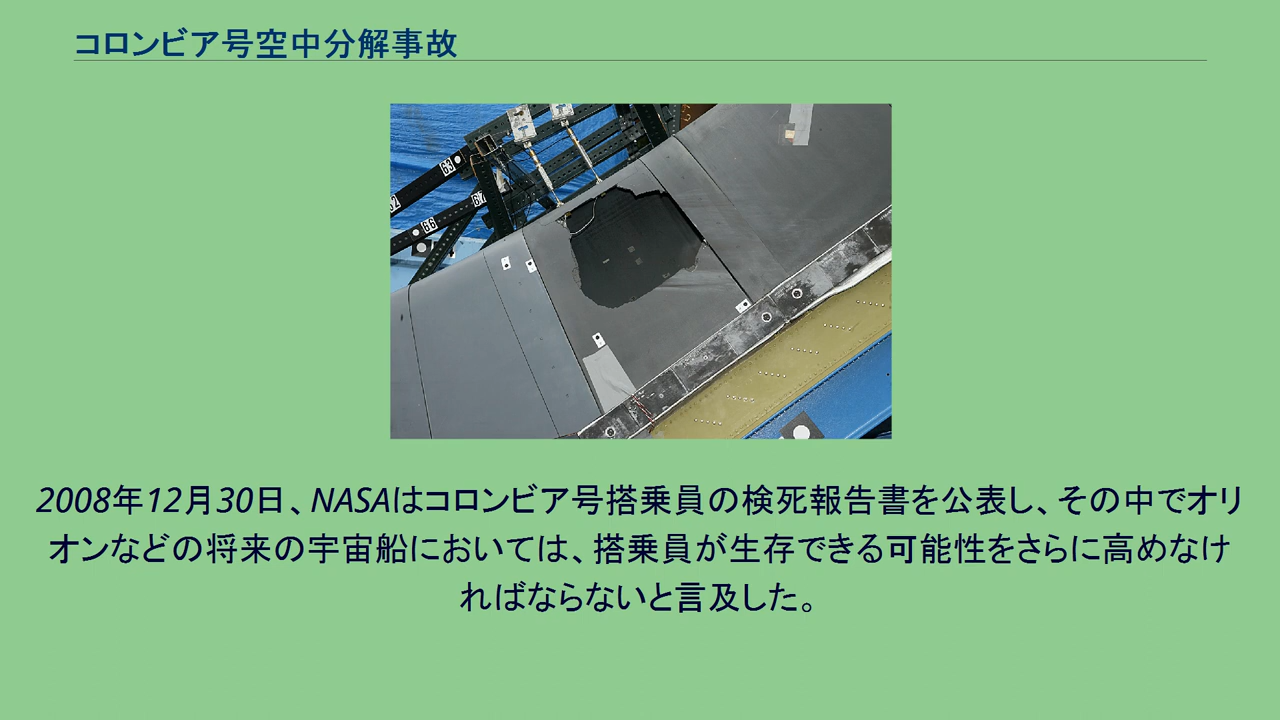 コロンビア号空中分解事故
63
67
66
2008年12月30日、NASAはコロンビア号搭乗員の検死報告書を公表し、その中でオリ
オンなどの将来の宇宙船においては、搭乗員が生存できる可能性をさらに高めなけ
ればならないと言及した。